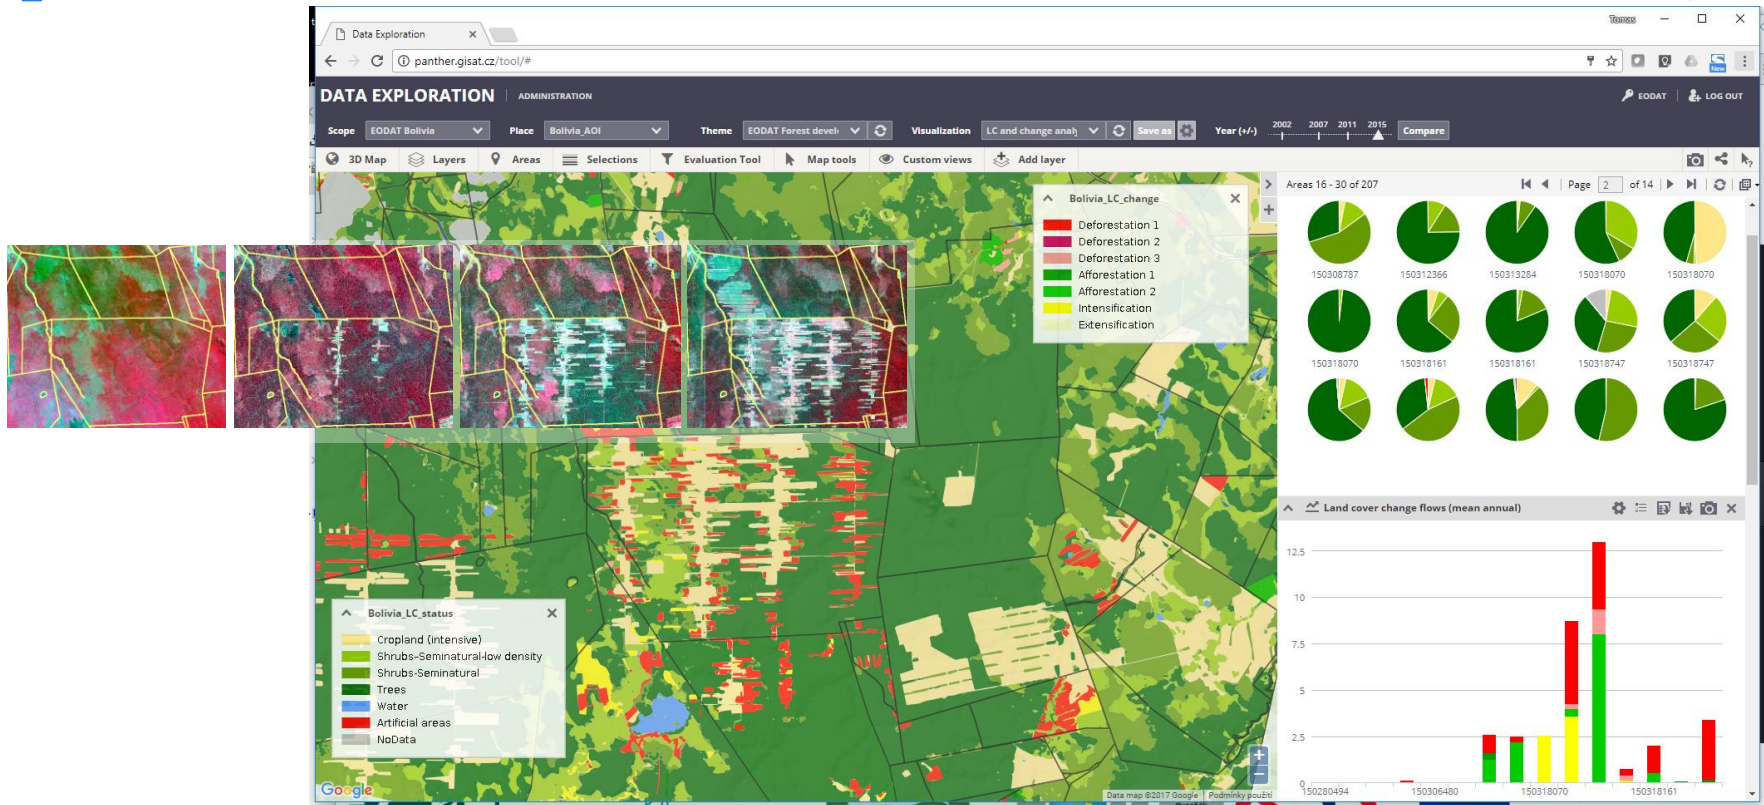 Data Exploration
Tomas
panther.gisat.cz/tool/#
New
DATA EXPLORATION
ADMINISTRATION
EODAT
LOG OUT
Scope EODAT Bolivia Place Bolivia_AOI Theme EODAT Forest devel Visualization LC and change anal Save as Year (+/-) 2002 2007 2011 2015 Compare
3D Map Layers Areas Selections Evaluation Tool Map tools Custom views Add layer
Bolivia_LC_change
Deforestation 1
Deforestation 2
Deforestation 3
Afforestation 1
Afforestation 2
Intensification
Extensification
Areas 16 - 30 of 207 Page 2 of 14
150308787 150312366 150313284 150318070 150318070
150318070 150318161 150318161 150318747 150318747
Bolivia_LC_status
Cropland (intensive)
Shrubs-Seminatural-low density
Shrubs-Seminatural
Trees
Water
Artificial areas
NoData
Google
Data map ©2017 Google Podmínky použití
Land cover change flows (mean annual)
12.5
10
7.5
5
2.5
0
150280494 150306480 150318070 150318161